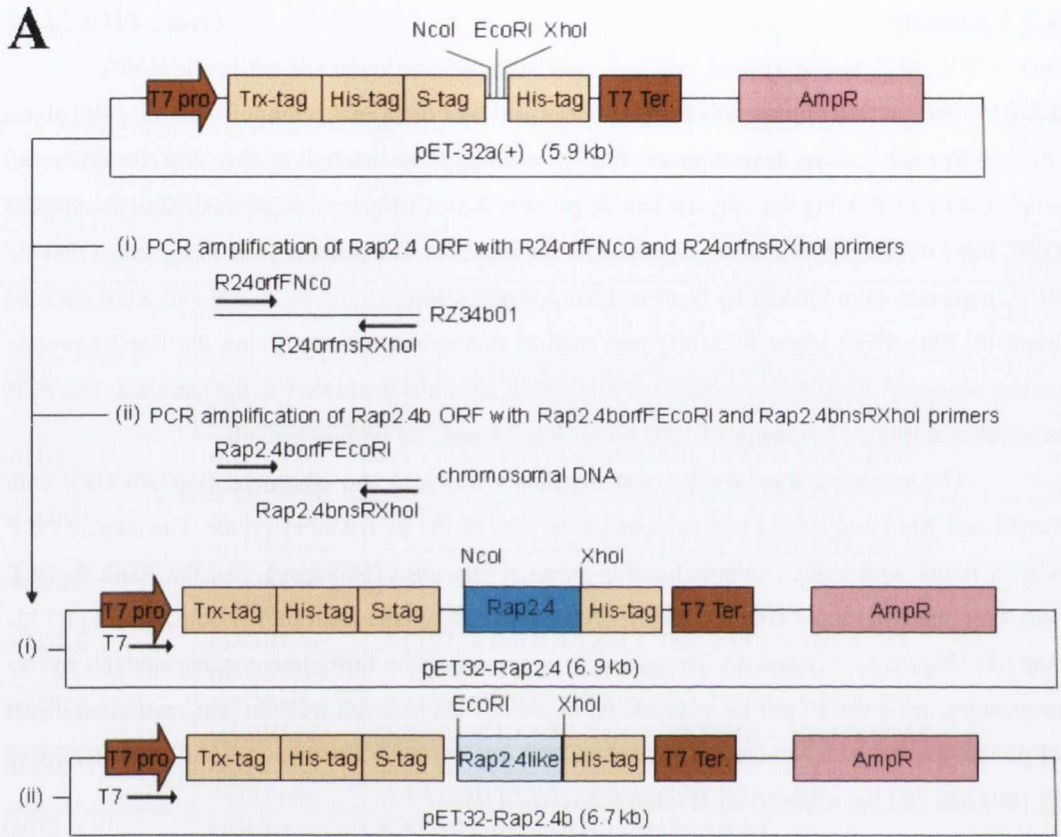 A
NcoI EcoRI XhoI
T7 pro Trx-tag His-tag S-tag His-tag T7 Ter. AmpR
pET-32a(+) (5.9 kb)
(i) PCR amplification of Rap2.4 ORF with R24orfFNco and R24orfnsRXhoI primers
R24orfFNco
RZ34b01
R24orfnsRXhoI
(ii) PCR amplification of Rap2.4b ORF with Rap2.4borfFEcoRI and Rap2.4bnsRXhoI primers
Rap2.4borfFEcoRI
chromosomal DNA
Rap2.4bnsRXhoI
NcoI XhoI
T7 pro Trx-tag His-tag S-tag Rap2.4 His-tag T7 Ter. AmpR
T7
(i)
pET32-Rap2.4 (6.9 kb)
EcoRI XhoI
T7 pro Trx-tag His-tag S-tag Rap2.4like His-tag T7 Ter. AmpR
(ii) T7
pET32-Rap2.4b (6.7 kb)